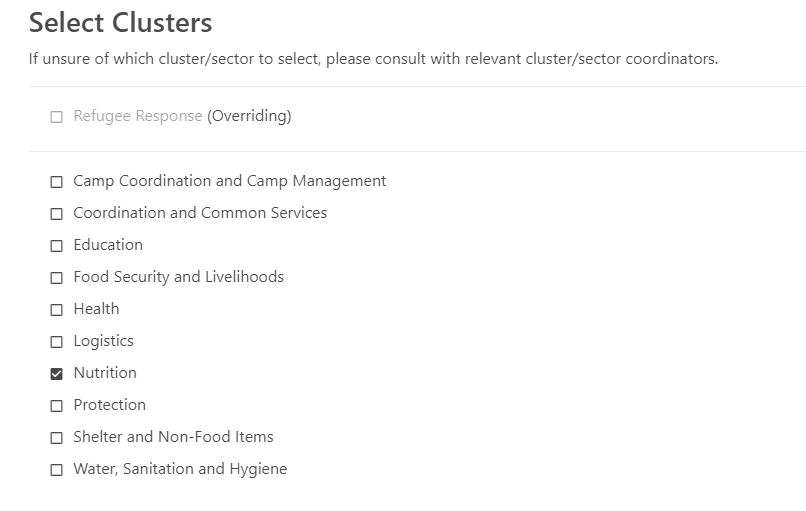 Select Clusters
If unsure of which cluster/sector to select, please consult with relevant cluster/sector coordinators.
Refugee Response (Overriding)
Camp Coordination and Camp Management
Coordination and Common Services
Education
Food Security and Livelihoods
Health
Logistics
Nutrition
Protection
Shelter and Non-Food Items
Water, Sanitation and Hygiene